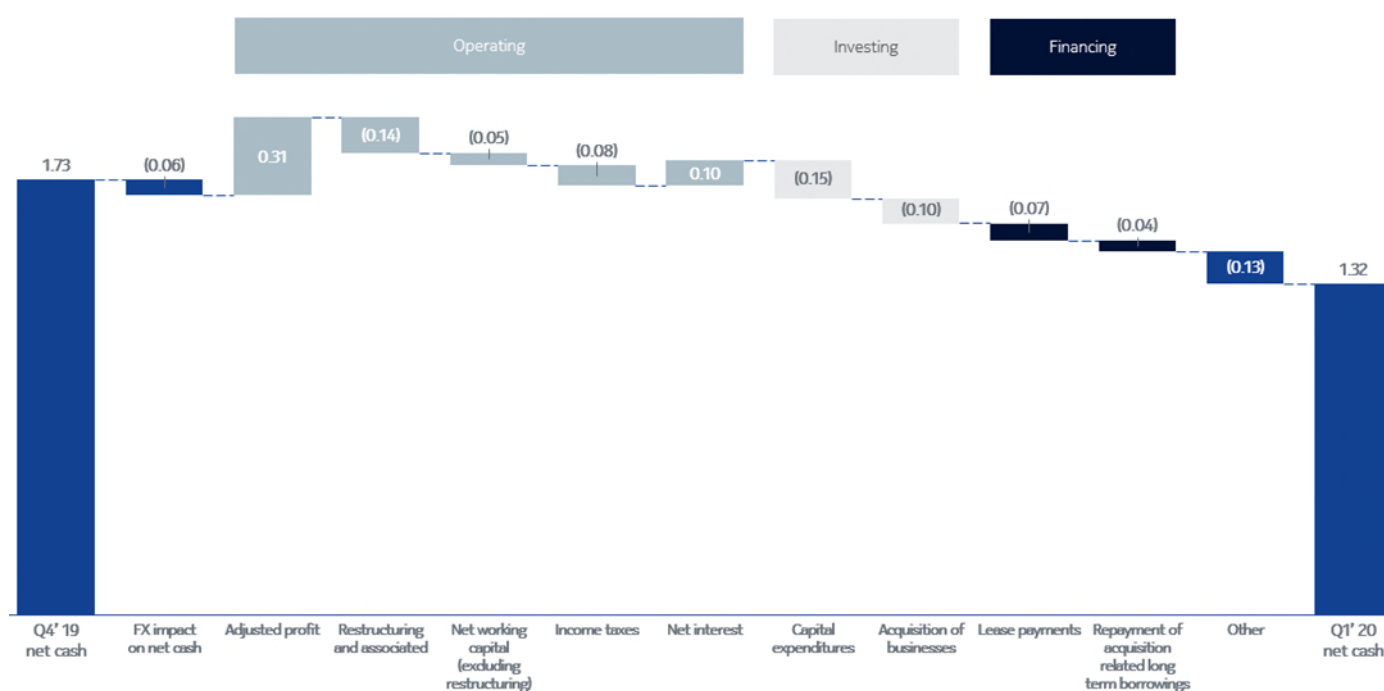 Operating
Investing
Financing
1.73
(0.06)
0.31
(0.14)
(0.05)
(0.08)
0.10
(0.15)
(0.10)
(0.07)
(0.04)
(0.13)
1.32
Q4' 19
net cash
FX impact
on net cash
Adjusted profit
Restructuring
and associated
Net working
capital
(excluding
restructuring)
Income taxes
Net interest
Capital
expenditures
Acquisition of
businesses
Lease payments
Repayment of
acquisition
related long
term borrowings
Other
Q1' 20
net cash